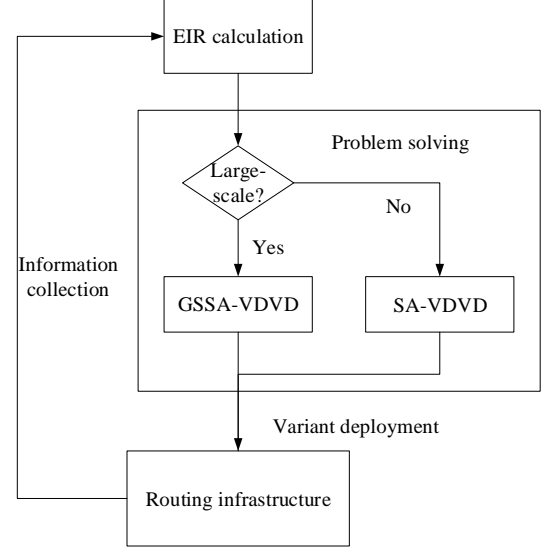 EIR calculation
Problem solving
Large-
scale?
No
Yes
Information
collection
GSSA-VDVD
SA-VDVD
Variant deployment
Routing infrastructure